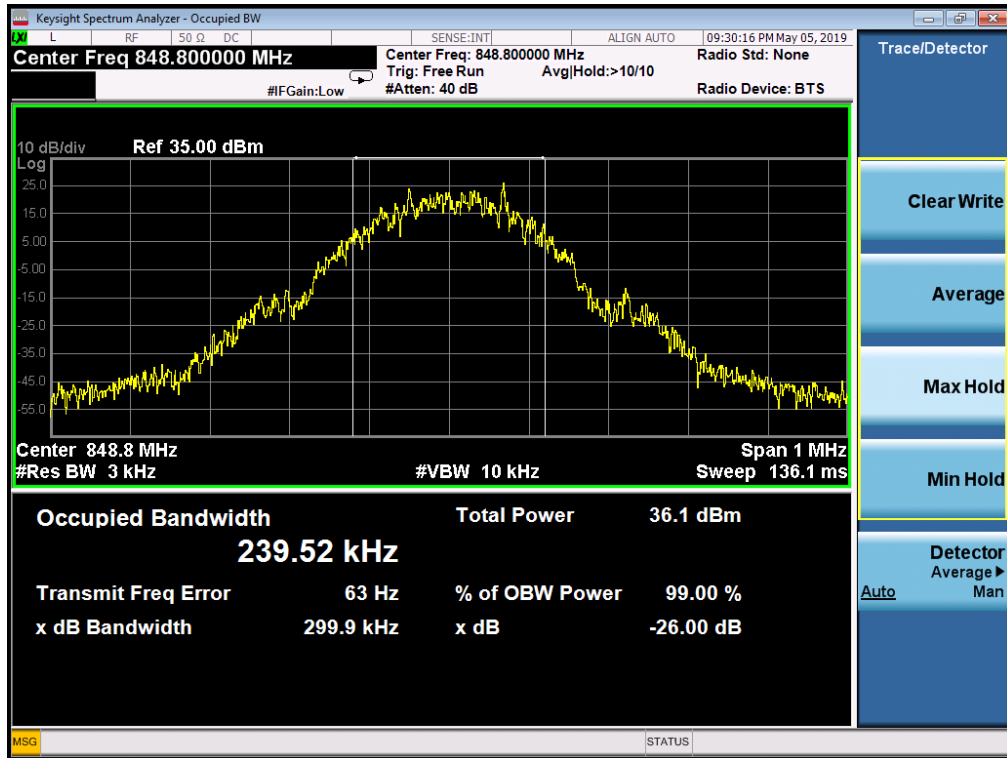 Keysight Spectrum Analyzer - Occupied BW
LXI L RF 50 Ω DC SENSE:INT ALIGN AUTO 09:30:16 PM May 05, 2019
Center Freq 848.800000 MHz
Center Freq: 848.800000 MHz
Radio Std: None
Trig: Free Run Avg|Hold:>10/10
#IFGain:Low
#Atten: 40 dB
Radio Device: BTS
10 dB/div Ref 35.00 dBm
Log
25.0
15.0
5.00
-5.00
-15.0
-25.0
-35.0
-45.0
-55.0
Center 848.8 MHz Span 1 MHz
#Res BW 3 kHz #VBW 10 kHz Sweep 136.1 ms
Occupied Bandwidth Total Power 36.1 dBm
239.52 kHz
Transmit Freq Error 63 Hz % of OBW Power 99.00 %
x dB Bandwidth 299.9 kHz x dB -26.00 dB
Trace/Detector
Clear Write
Average
Max Hold
Min Hold
Detector
Average
Auto Man
MSG STATUS